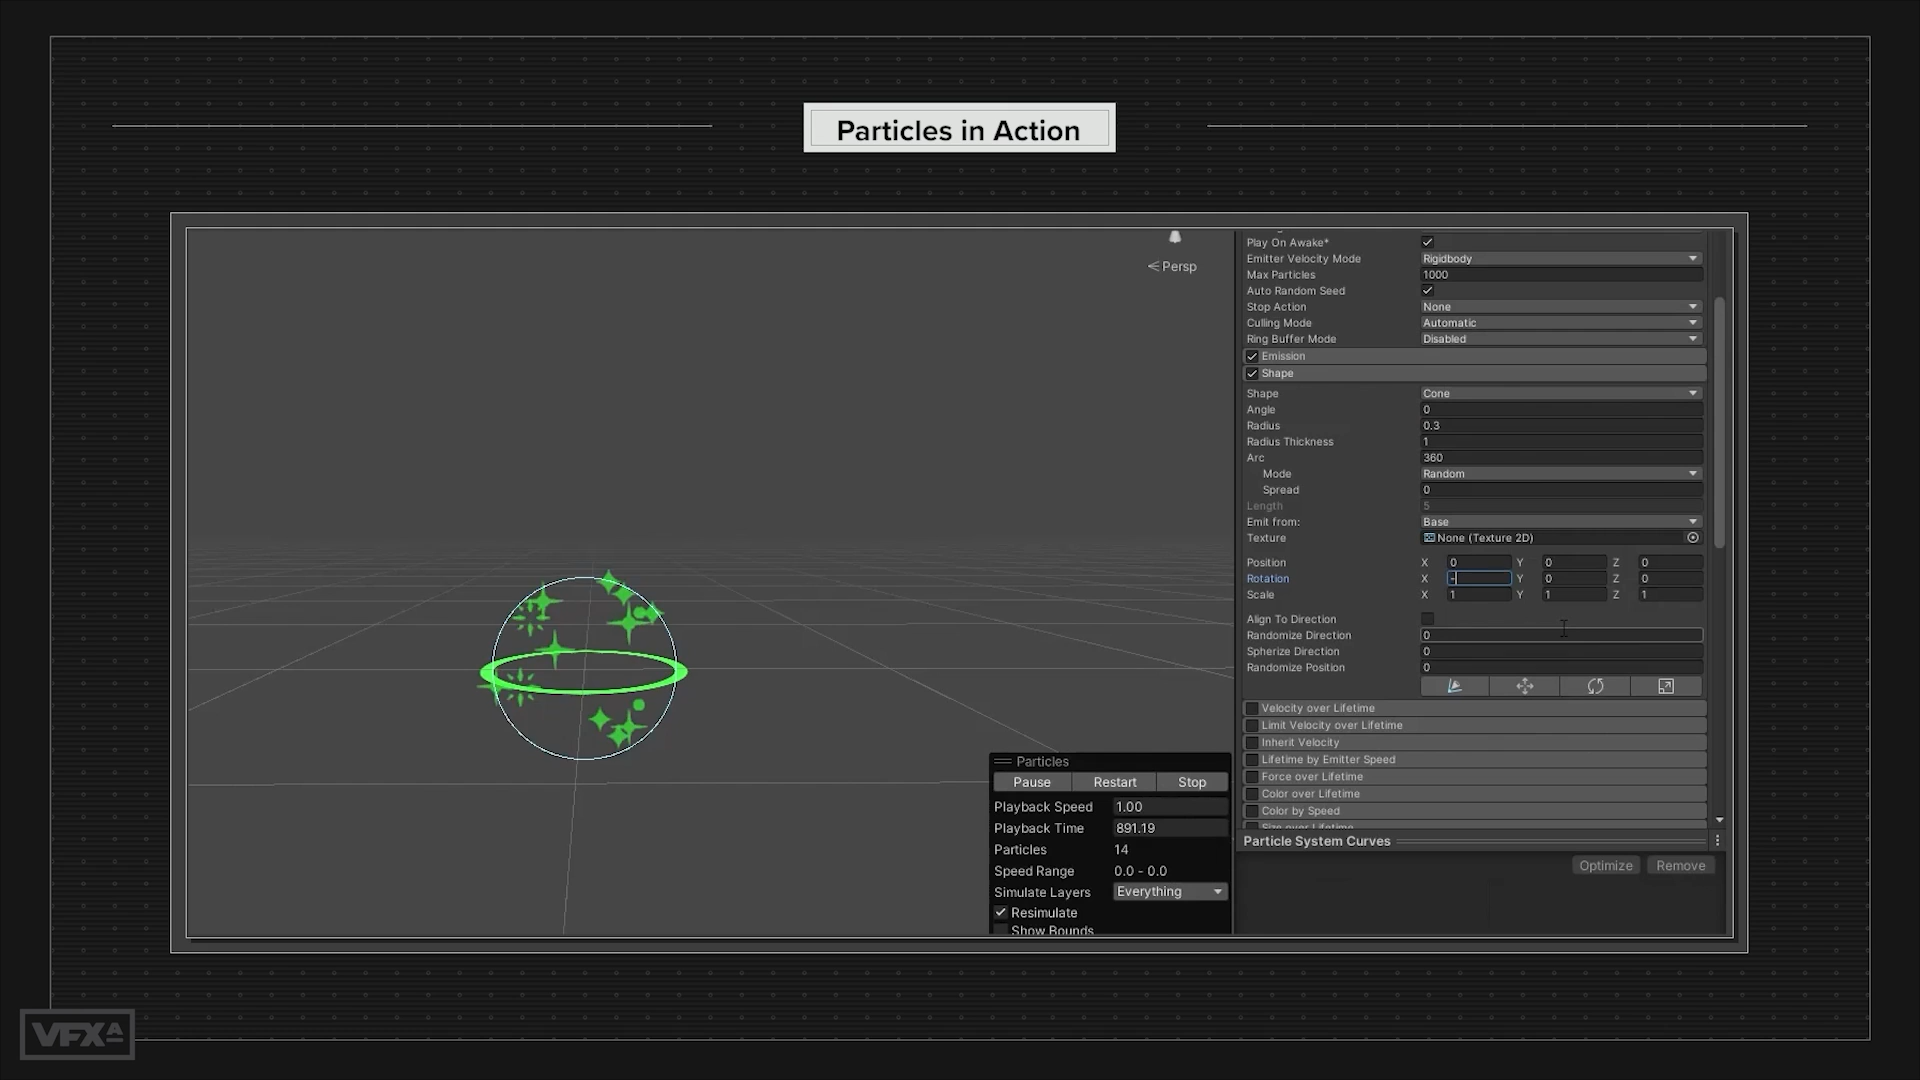 Particles in Action
Persp
Play On Awake*
Emitter Velocity Mode Rigidbody
Max Particles 1000
Auto Random Seed
Stop Action None
Culling Mode Automatic
Ring Buffer Mode Disabled
Emission
Shape
Shape Cone
Angle 0
Radius 0.3
Radius Thickness 1
Arc 360
Mode Random
Spread 0
Length 5
Emit from: Base
Texture None (Texture 2D)
Position X 0 Y 0 Z 0
Rotation X - Y 0 Z 0
Scale X 1 Y 1 Z 1
Align To Direction
Randomize Direction 0
Spherize Direction 0
Randomize Position 0
Velocity over Lifetime
Limit Velocity over Lifetime
Inherit Velocity
Lifetime by Emitter Speed
Force over Lifetime
Color over Lifetime
Color by Speed
Size over Lifetime
Particle System Curves
Optimize Remove
Particles
Pause Restart Stop
Playback Speed 1.00
Playback Time 891.19
Particles 14
Speed Range 0.0 - 0.0
Simulate Layers Everything
Resimulate
Show Bounds
VFXA